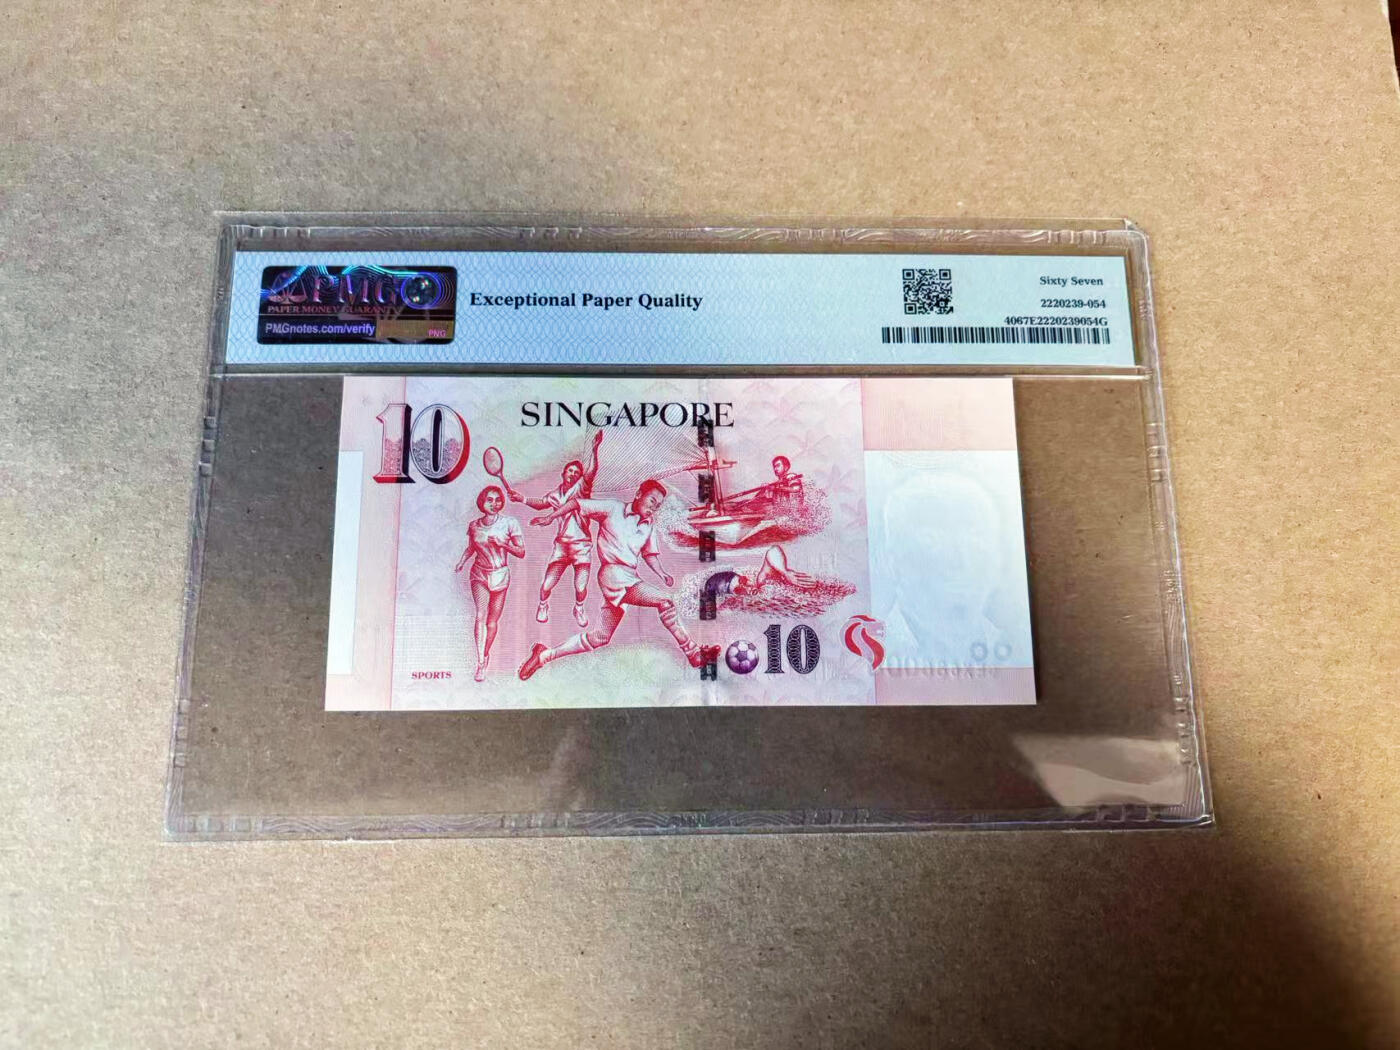 PMG
PAPER MONEY GUARANTY
PMGnotes.com/verify
PNG
Exceptional Paper Quality
Sixty Seven
2220239-054
4067E2220239054G
10
SINGAPORE
SPORTS
10